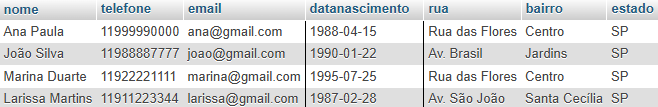 nome telefone email datanascimento rua bairro estado
Ana Paula 11999990000 ana@gmail.com 1988-04-15 Rua das Flores Centro SP
João Silva 11988887777 joao@gmail.com 1990-01-22 Av. Brasil Jardins SP
Marina Duarte 11922221111 marina@gmail.com 1995-07-25 Rua das Flores Centro SP
Larissa Martins 11911223344 larissa@gmail.com 1987-02-28 Av. São João Santa Cecília SP